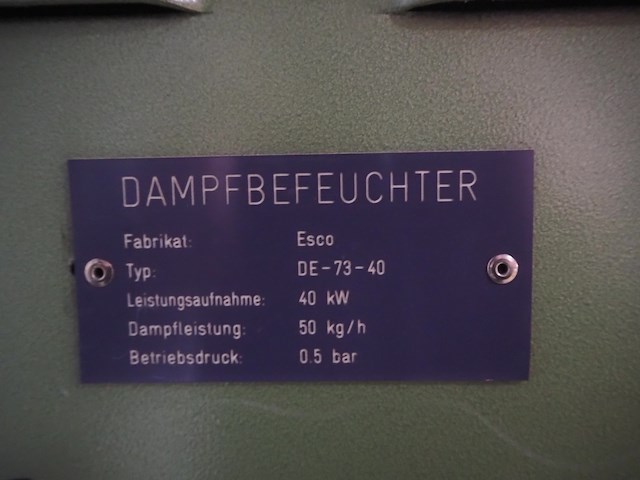 DAMPFBEFEUCHTER
Fabrikat: Esco
Typ: DE-73-40
Leistungsaufnahme: 40 kW
Dampfleistung: 50 kg/h
Betriebsdruck: 0.5 bar